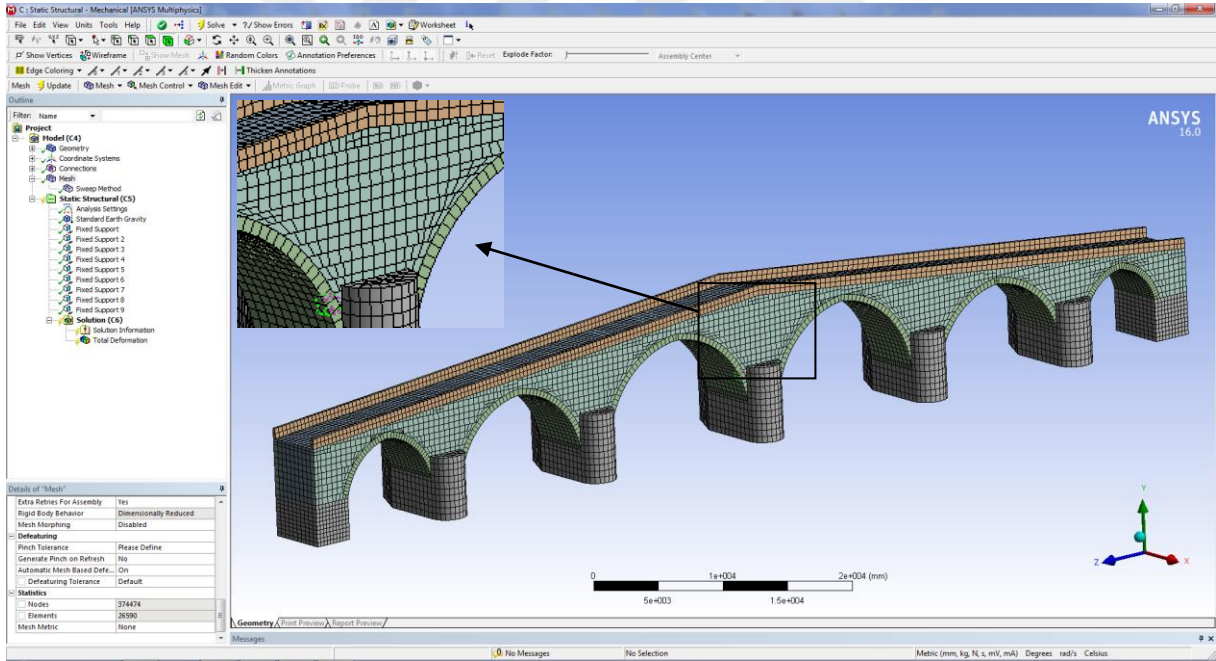 C : Static Structural - Mechanical [ANSYS Multiphysics]
File Edit View Units Tools Help Solve ?/ Show Errors A Worksheet
Show Vertices Wireframe Show Mesh Random Colors Annotation Preferences Reset Explode Factor: Assembly Center
Edge Coloring Thicken Annotations
Mesh Update Mesh Mesh Control Mesh Edit Metric Graph Probe
Outline
Filter: Name
Project
Model (C4)
Geometry
Coordinate Systems
Connections
Mesh
Sweep Method
Static Structural (C5)
Analysis Settings
Standard Earth Gravity
Fixed Support
Fixed Support 2
Fixed Support 3
Fixed Support 4
Fixed Support 5
Fixed Support 6
Fixed Support 7
Fixed Support 8
Fixed Support 9
Solution (C6)
Solution Information
Total Deformation
Details of "Mesh"
Extra Retries For Assembly Yes
Rigid Body Behavior Dimensionally Reduced
Mesh Morphing Disabled
Defeaturing
Pinch Tolerance Please Define
Generate Pinch on Refresh No
Automatic Mesh Based Defe... On
Defeaturing Tolerance Default
Statistics
Nodes 374474
Elements 26590
Mesh Metric None
ANSYS
16.0
Y
Z X
0 1e+004 2e+004 (mm)
5e+003 1.5e+004
Geometry Print Preview Report Preview
Messages
No Messages No Selection Metric (mm, kg, N, s, mV, mA) Degrees rad/s Celsius